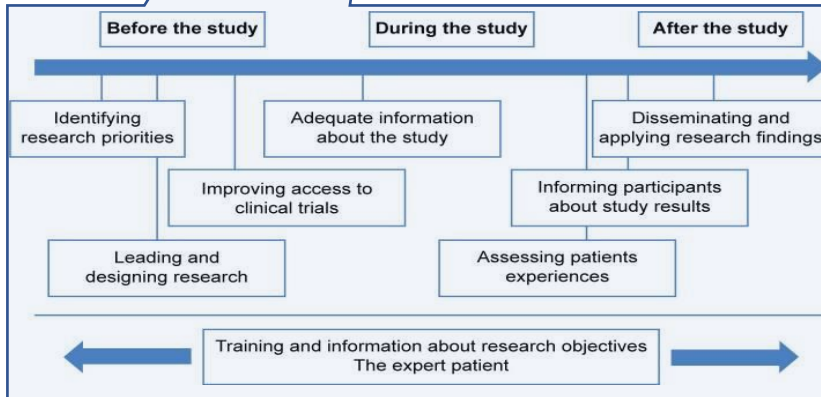 Before the study
During the study
After the study
Identifying
research priorities
Adequate information
about the study
Disseminating and
applying research findings
Improving access to
clinical trials
Informing participants
about study results
Leading and
designing research
Assessing patients
experiences
Training and information about research objectives
The expert patient